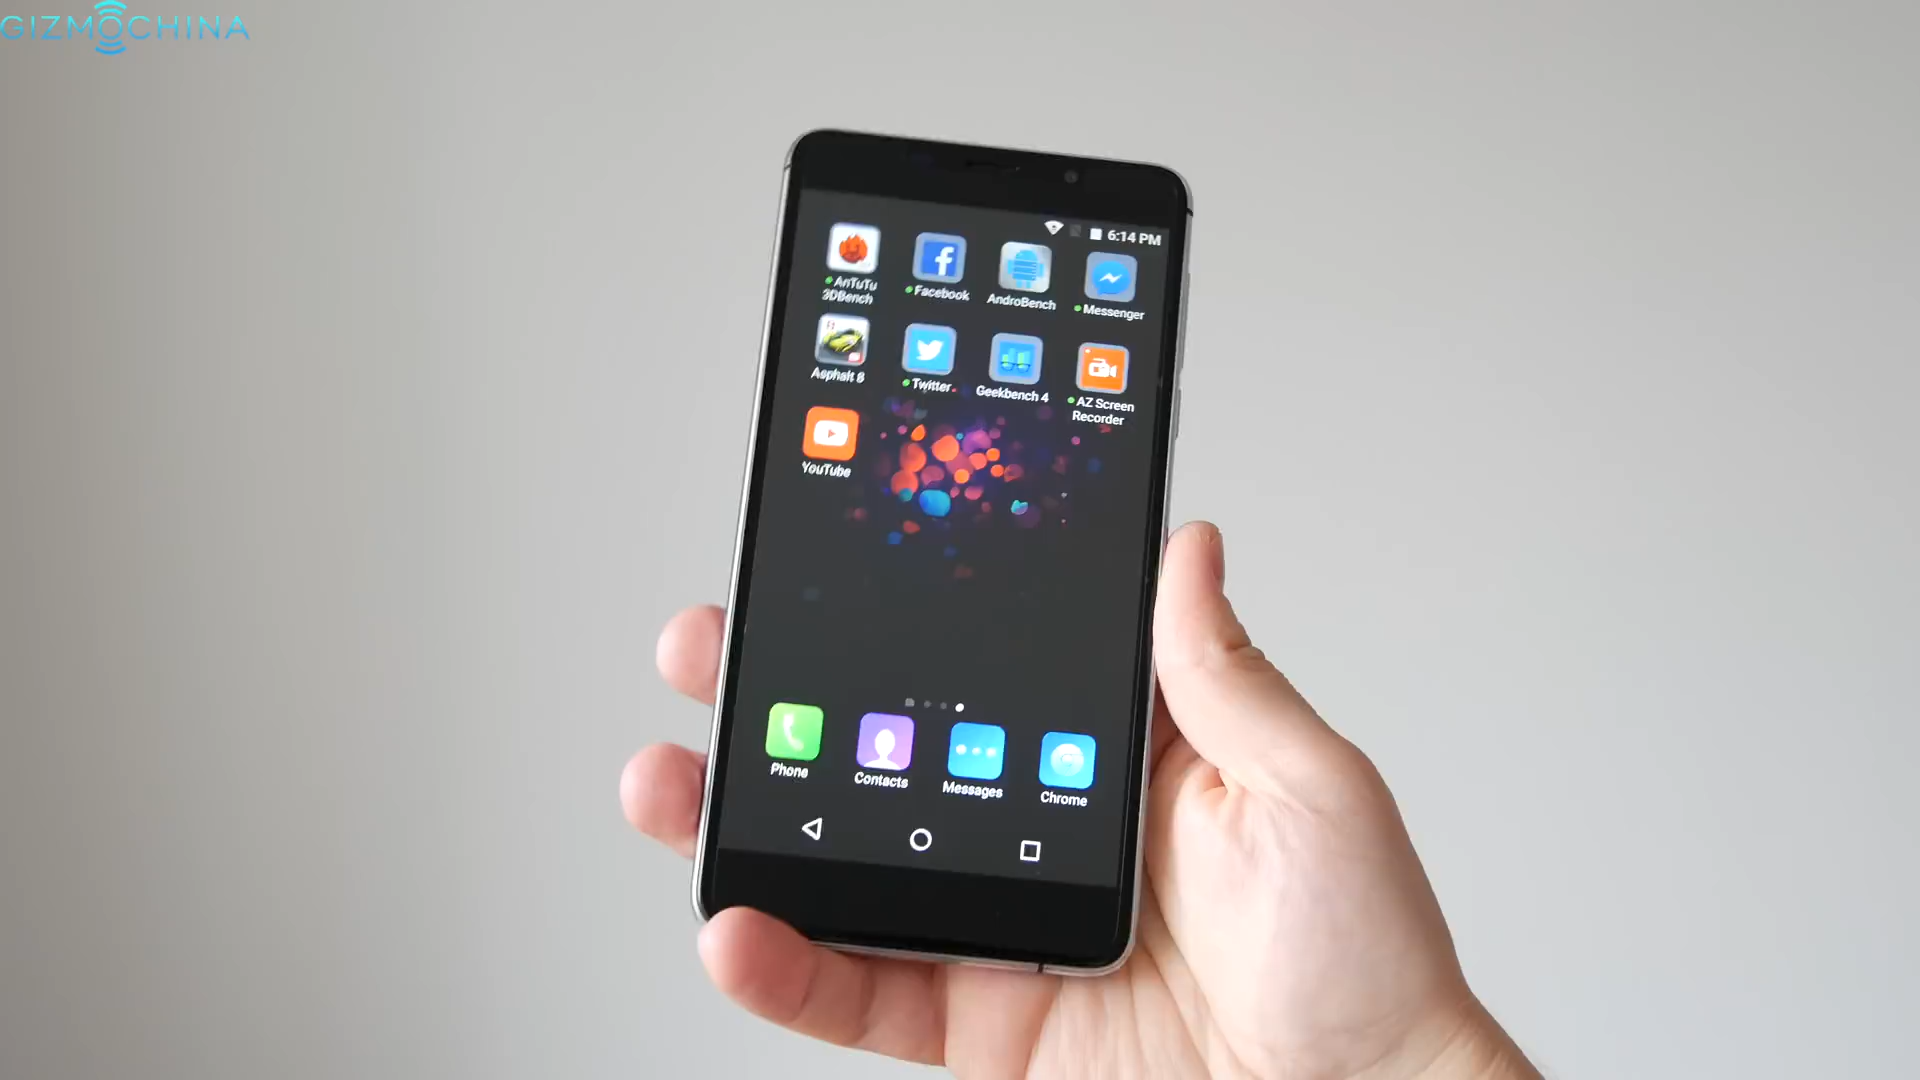 GIZMOCHINA
6:14 PM
AnTuTu
3DBench
Facebook
AndroBench
Messenger
Asphalt 8
Twitter
Geekbench 4
AZ Screen
Recorder
YouTube
Phone
Contacts
Messages
Chrome